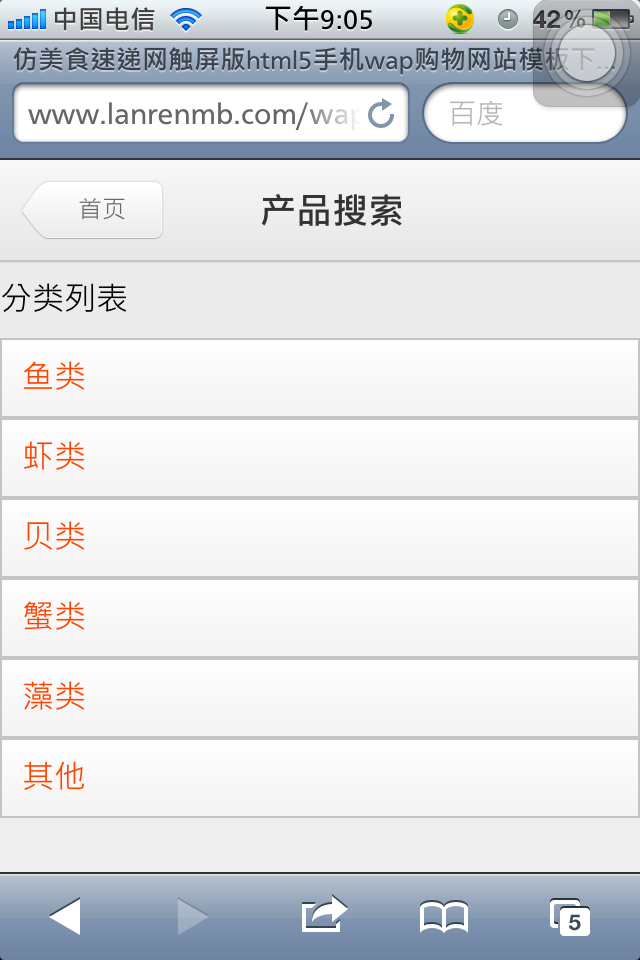 中国电信 下午9:05 42%
仿美食速递网触屏版html5手机wap购物网站模板下...
www.lanrenmb.com/wap 百度
首页 产品搜索
分类列表
鱼类
虾类
贝类
蟹类
藻类
其他
5